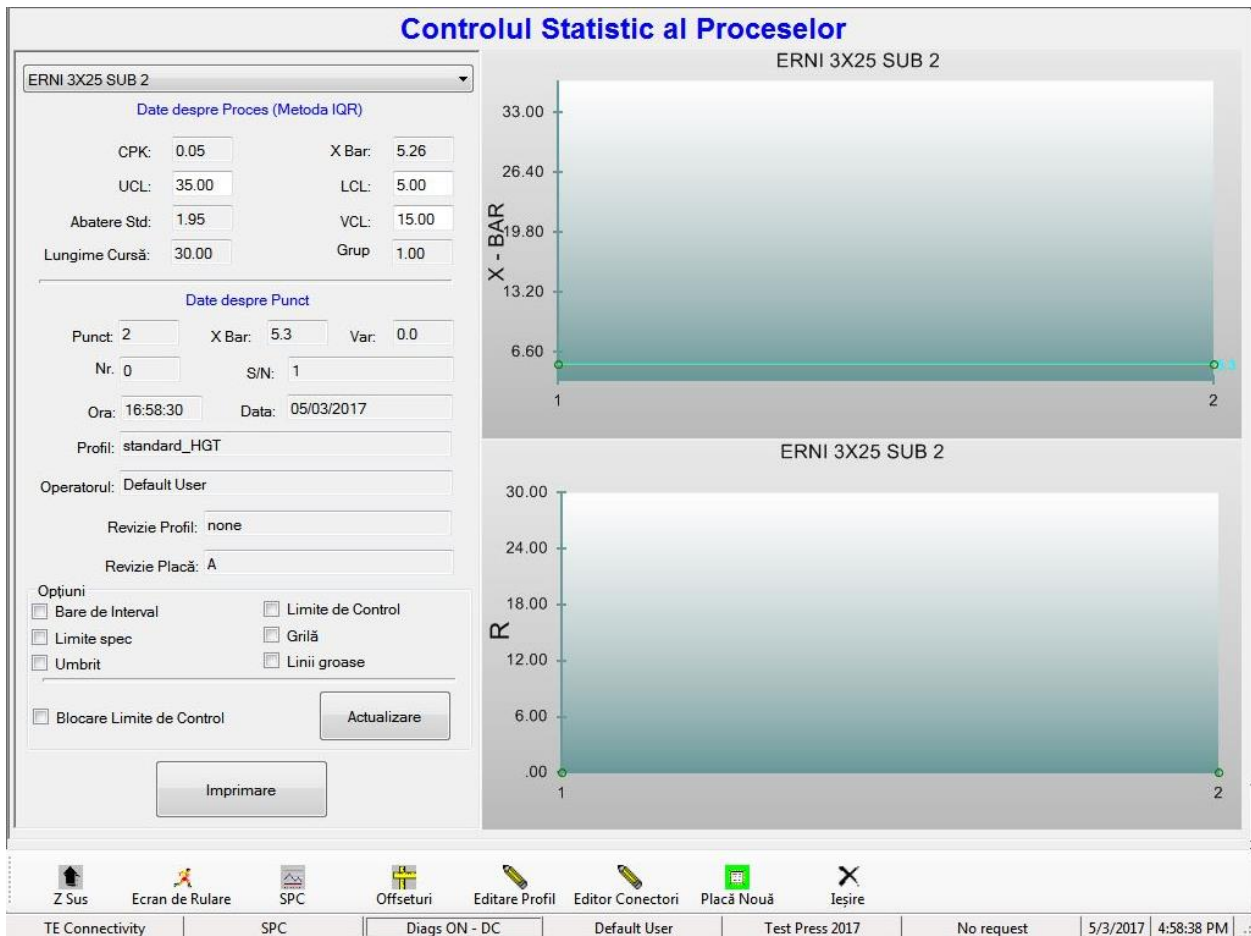 Controlul Statistic al Proceselor
ERNI 3X25 SUB 2
Date despre Proces (Metoda IQR)
CPK: 0.05 X Bar: 5.26
UCL: 35.00 LCL: 5.00
Abatere Std: 1.95 VCL: 15.00
Lungime Cursă: 30.00 Grup 1.00
Date despre Punct
Punct: 2 X Bar: 5.3 Var: 0.0
Nr. 0 S/N: 1
Ora: 16:58:30 Data: 05/03/2017
Profil: standard_HGT
Operatorul: Default User
Revizie Profil: none
Revizie Placă: A
Opțiuni
Bare de Interval Limite de Control
Limite spec Grilă
Umbrit Linii groase
Blocare Limite de Control Actualizare
Imprimare
ERNI 3X25 SUB 2
X - BAR
33.00
26.40
19.80
13.20
6.60
5.3
1 2
ERNI 3X25 SUB 2
R
30.00
24.00
18.00
12.00
6.00
.00
1 2
Z Sus Ecran de Rulare SPC Offseturi Editare Profil Editor Conectori Placă Nouă Ieșire
TE Connectivity SPC Diags ON - DC Default User Test Press 2017 No request 5/3/2017 4:58:38 PM